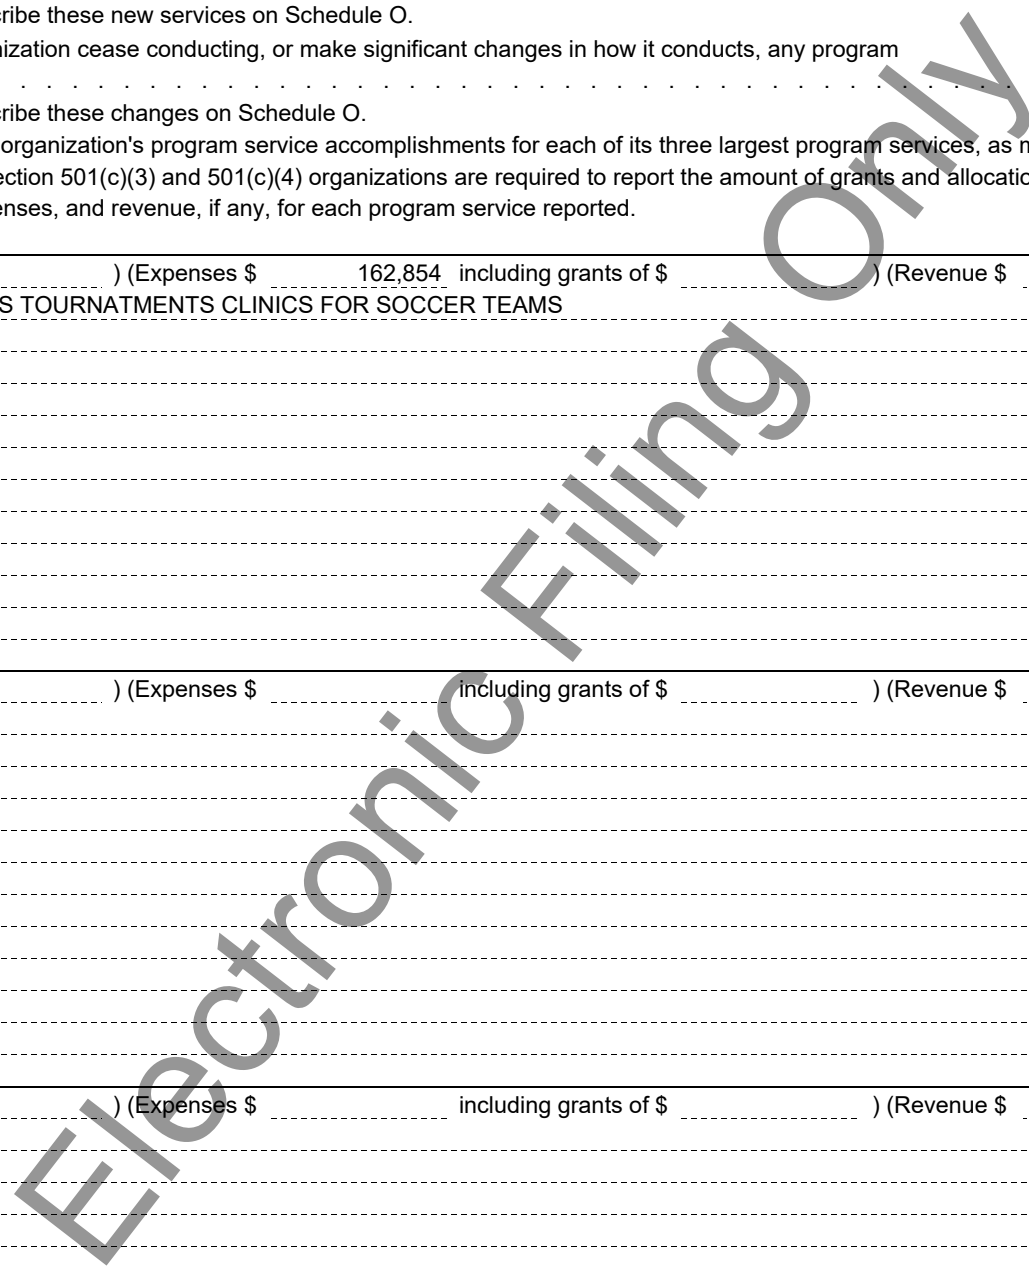 cribe these new services on Schedule O.
nization cease conducting, or make significant changes in how it conducts, any program
. . . . . . . . . . . . . . . . . . . . . . . . . . . . . . . . . . . . . . .
cribe these changes on Schedule O.
organization's program service accomplishments for each of its three largest program services, as m
ection 501(c)(3) and 501(c)(4) organizations are required to report the amount of grants and allocatio
enses, and revenue, if any, for each program service reported.
) (Expenses $ 162,854 including grants of $ ) (Revenue $
S TOURNATMENTS CLINICS FOR SOCCER TEAMS
) (Expenses $ including grants of $ ) (Revenue $
) (Expenses $ including grants of $ ) (Revenue $
Electronic Filing Only